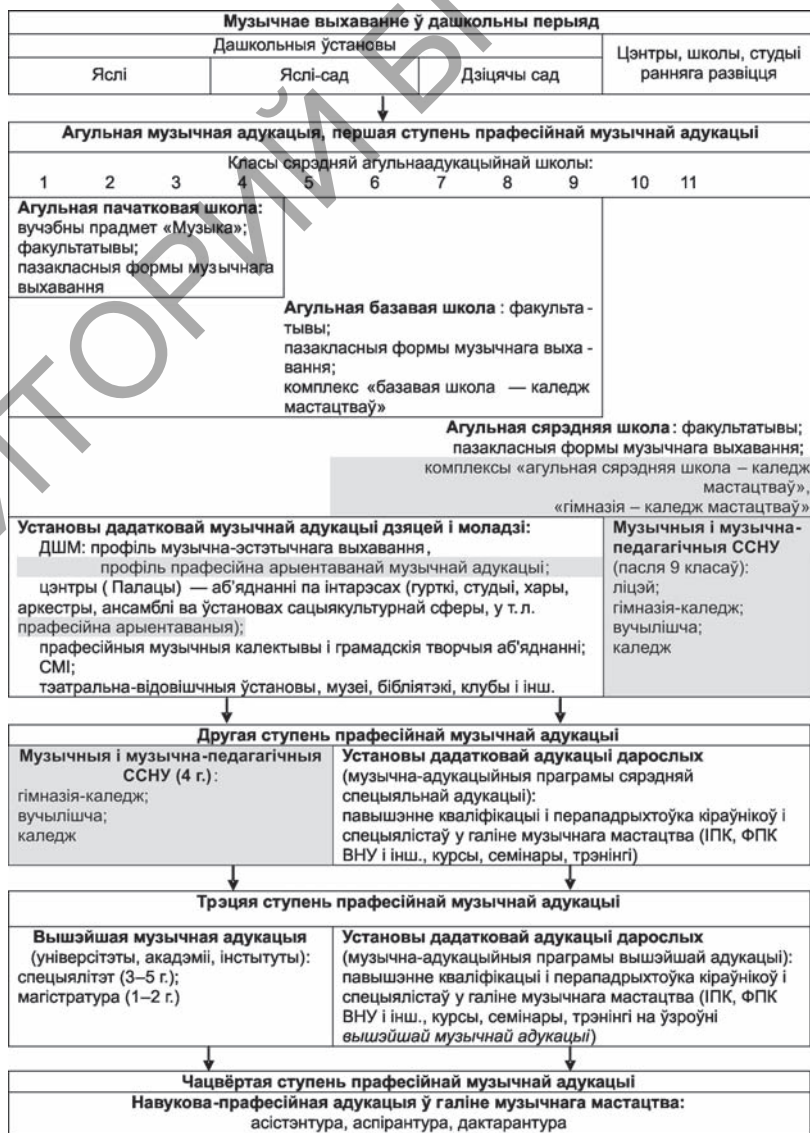 Музычнае выхаванне ў дашкольны перыяд
Дашкольныя ўстановы
Цэнтры, школы, студыі
ранняга развіцця
Яслі
Яслі-сад
Дзіцячы сад
Агульная музычная адукацыя, першая ступень прафесійнай музычнай адукацыі
Класы сярэдняй агульнаадукацыйнай школы:
1 2 3 4 5 6 7 8 9 10 11
Агульная пачатковая школа:
вучэбны прадмет «Музыка»;
факультатывы;
пазакласныя формы музычнага
выхавання
Агульная базавая школа : факульта -
тывы;
пазакласныя формы музычнага выха -
вання;
комплекс «базавая школа — каледж
мастацтваў»
Агульная сярэдняя школа : факультатывы;
пазакласныя формы музычнага выхавання;
комплексы «агульная сярэдняя школа – каледж
мастацтваў»,
«гімназія – каледж мастацтваў»
Установы дадатковай музычнай адукацыі дзяцей і моладзі:
ДШМ: профіль музычна-эстэтычнага выхавання ,
профіль прафесійна арыентаванай музычнай адукацыі;
цэнтры ( Палацы) — аб'яднанні па інтарэсах (гурткі, студыі, хары,
аркестры, ансамблі ва ўстановах сацыякультурнай сферы, у т. л.
прафесійна арыентаваныя);
прафесійныя музычныя калектывы і грамадскія творчыя аб'яднанні;
СМІ;
тэатральна-відовішчныя ўстановы, музеі, бібліятэкі, клубы і інш.
Музычныя і музычна-
педагагічныя ССНУ
(пасля 9 класаў):
ліцэй;
гімназія-каледж;
вучылішча;
каледж
Другая ступень прафесійнай музычнай адукацыі
Музычныя і музычна-педагагічныя
ССНУ (4 г.) :
гімназія-каледж;
вучылішча;
каледж
Установы дадатковай адукацыі дарослых
(музычна-адукацыйныя праграмы сярэдняй
спецыяльнай адукацыі):
павышэнне кваліфікацыі і перападрыхтоўка кіраўнікоў і
спецыялістаў у галіне музычнага мастацтва (ІПК, ФПК
ВНУ і інш., курсы, семінары, трэнінгі)
Трэцяя ступень прафесійнай музычнай адукацыі
Вышэйшая музычная адукацыя
(універсітэты, акадэміі, інстытуты):
спецыялітэт (3–5 г.);
магістратура (1–2 г.)
Установы дадатковай адукацыі дарослых
(музычна-адукацыйныя праграмы вышэйшай адукацыі):
павышэнне кваліфікацыі і перападрыхтоўка кіраўнікоў і
спецыялістаў у галіне музычнага мастацтва (ІПК, ФПК
ВНУ і інш., курсы, семінары, трэнінгі на ўзроўні
вышэйшай музычнай адукацыі)
Чацвёртая ступень прафесійнай музычнай адукацыі
Навукова-прафесійная адукацыя ў галіне музычнага мастацтва:
асістэнтура, аспірантура, дактарантура